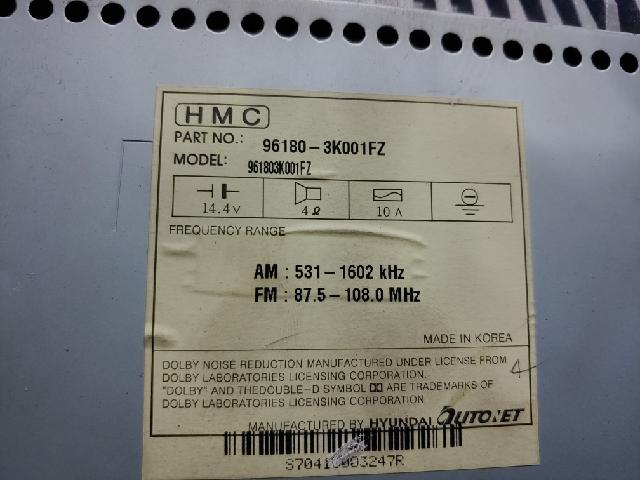 HMC
PART NO.: 96180-3K001FZ
MODEL: 961803K001FZ
14.4V 4Ω 10A
FREQUENCY RANGE
AM : 531-1602 kHz
FM : 87.5-108.0 MHz
MADE IN KOREA
DOLBY NOISE REDUCTION MANUFACTURED UNDER LICENSE FROM
DOLBY LABORATORIES LICENSING CORPORATION.
"DOLBY" AND THEDCUBLE-D SYMBOL ARE TRADEMARKS OF
DOLBY LABORATORIES LICENSING CORPORATION
MANUFACTURED BY HYUNDAI AUTONET